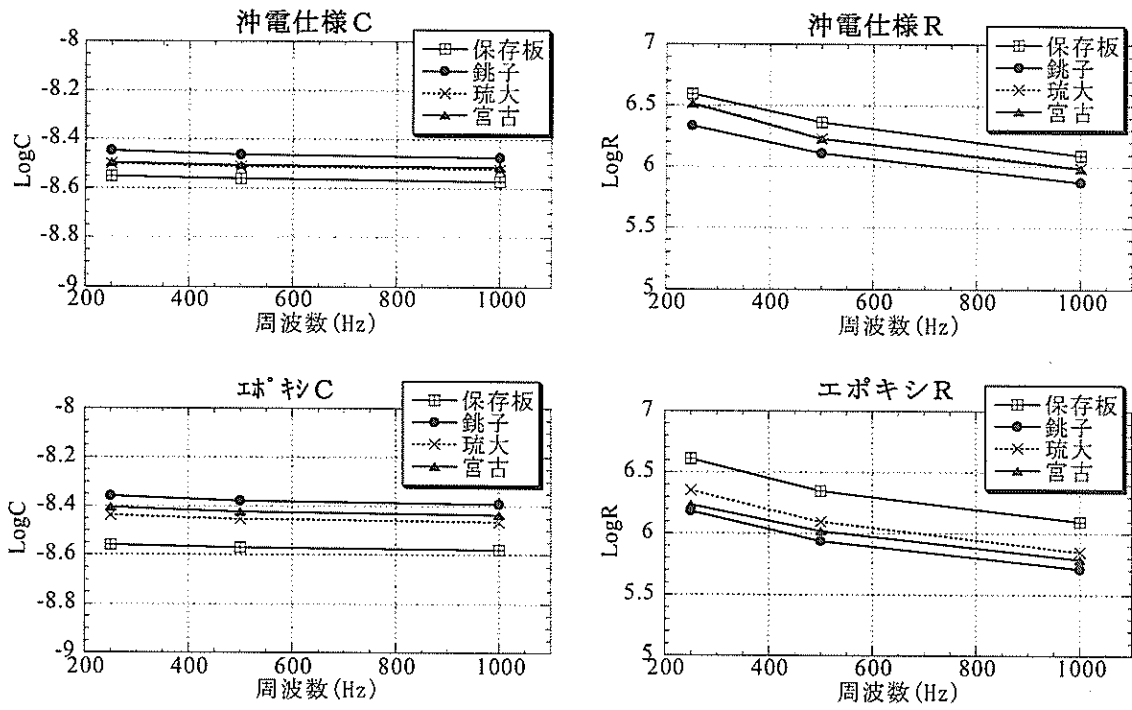 沖電仕様C
-8
-8.2
-8.4
-8.6
-8.8
-9
LogC
200
400
600
800
1000
周波数(Hz)
保存板
銚子
琉大
宮古
沖電仕様R
7
6.5
6
5.5
5
LogR
200
400
600
800
1000
周波数(Hz)
保存板
銚子
琉大
宮古
エポキシC
-8
-8.2
-8.4
-8.6
-8.8
-9
LogC
200
400
600
800
1000
周波数(Hz)
保存板
銚子
琉大
宮古
エポキシR
7
6.5
6
5.5
5
LogR
200
400
600
800
1000
周波数(Hz)
保存板
銚子
琉大
宮古